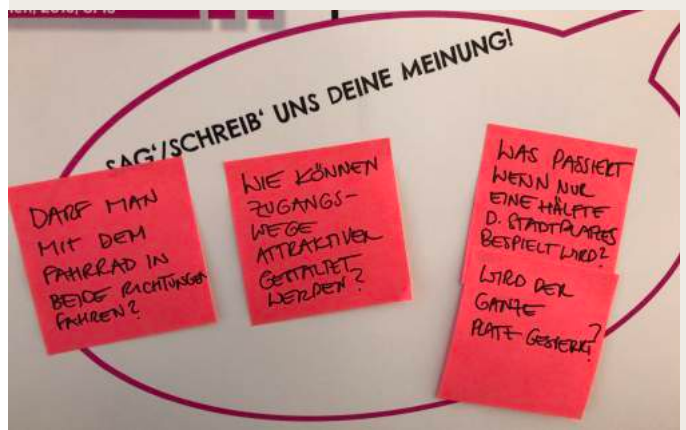 SAG'/SCHREIB' UNS DEINE MEINUNG!
DARF MAN
MIT DEM
FAHRRAD IN
BEIDE RICHTUNGEN
FAHREN?
WIE KÖNNEN
ZUGANGS-
WEGE
ATTRAKTIVER
GESTALTET
WERDEN?
WAS PASSIERT
WENN NUR
EINE HÄLFTE
D. STADTPLATZES
BESPIELT WIRD?
WIRD DER
GANZE
PLATZ GESPERRT?